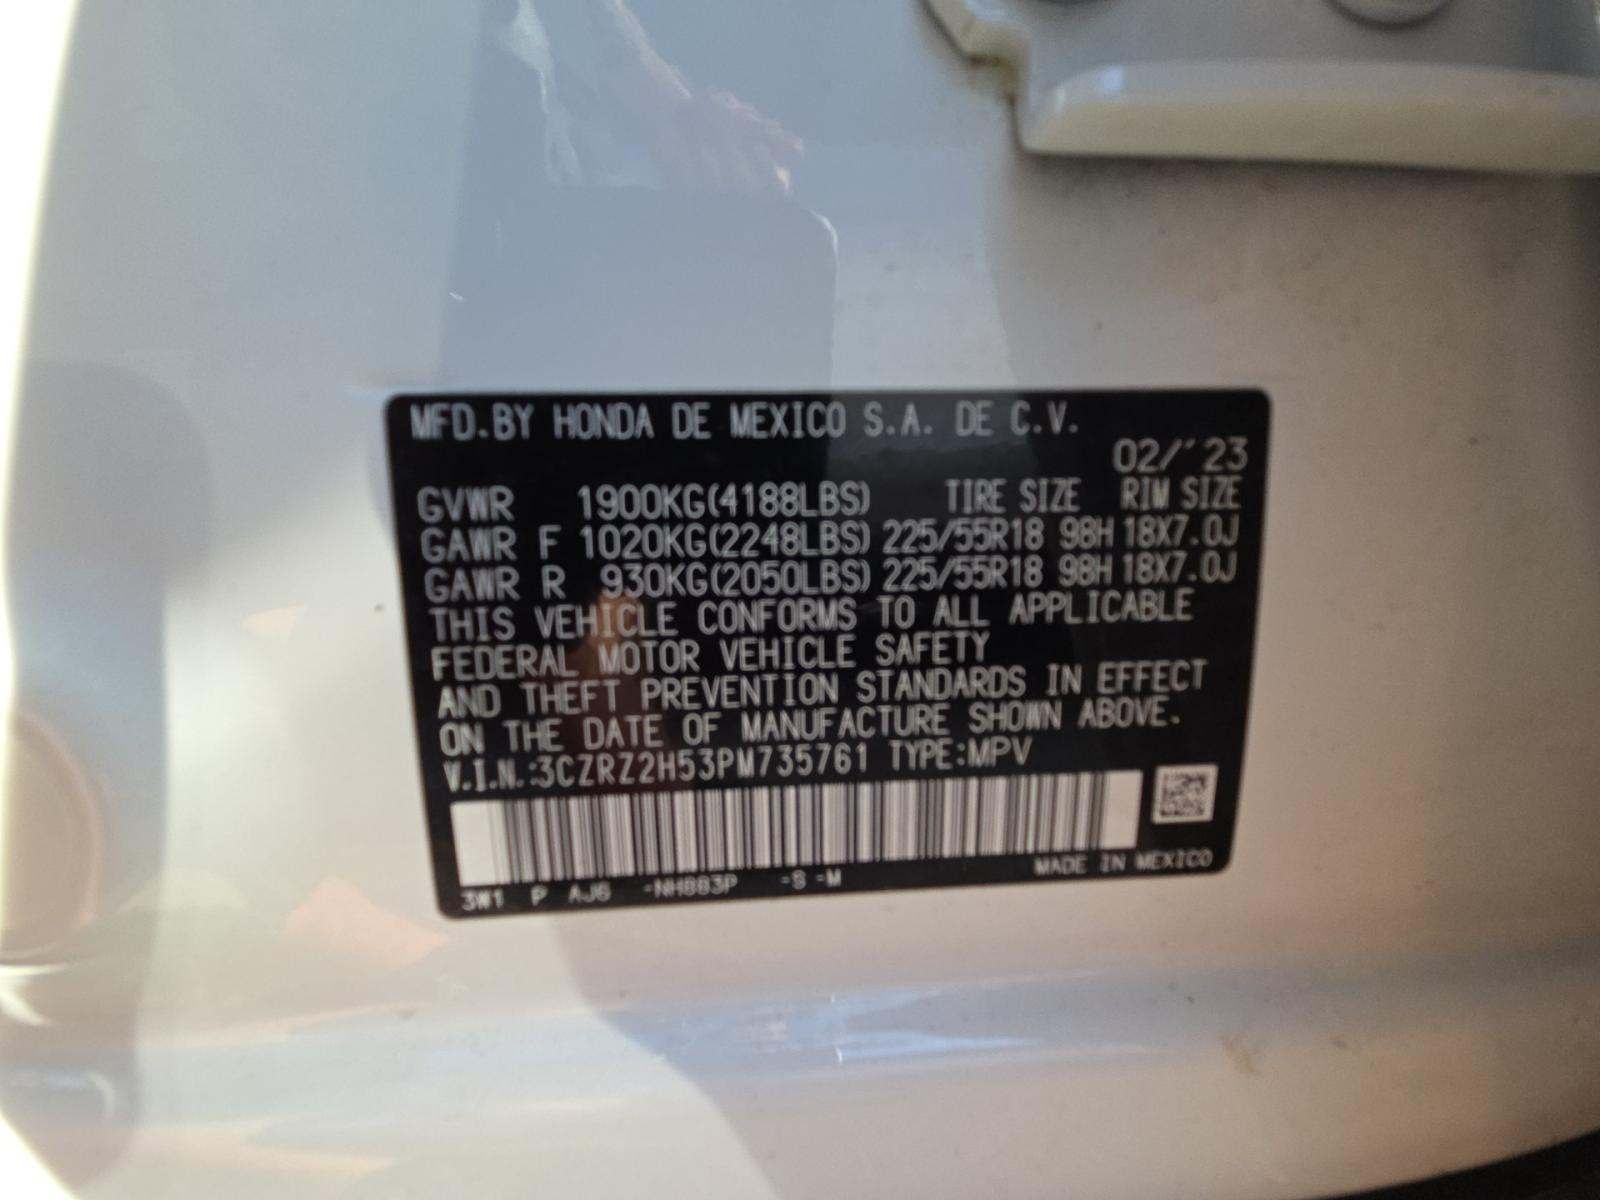 MFD.BY HONDA DE MEXICO S.A. DE C.V.
02/'23
GVWR 1900KG(4188LBS) TIRE SIZE RIM SIZE
GAWR F 1020KG(2248LBS) 225/55R18 98H 18X7.0J
GAWR R 930KG(2050LBS) 225/55R18 98H 18X7.0J
THIS VEHICLE CONFORMS TO ALL APPLICABLE
FEDERAL MOTOR VEHICLE SAFETY
AND THEFT PREVENTION STANDARDS IN EFFECT
ON THE DATE OF MANUFACTURE SHOWN ABOVE.
V.I.N.:3CZRZ2H53PM735761 TYPE:MPV
MADE IN MEXICO
3W1 P AJ6 -NH883P -S -M